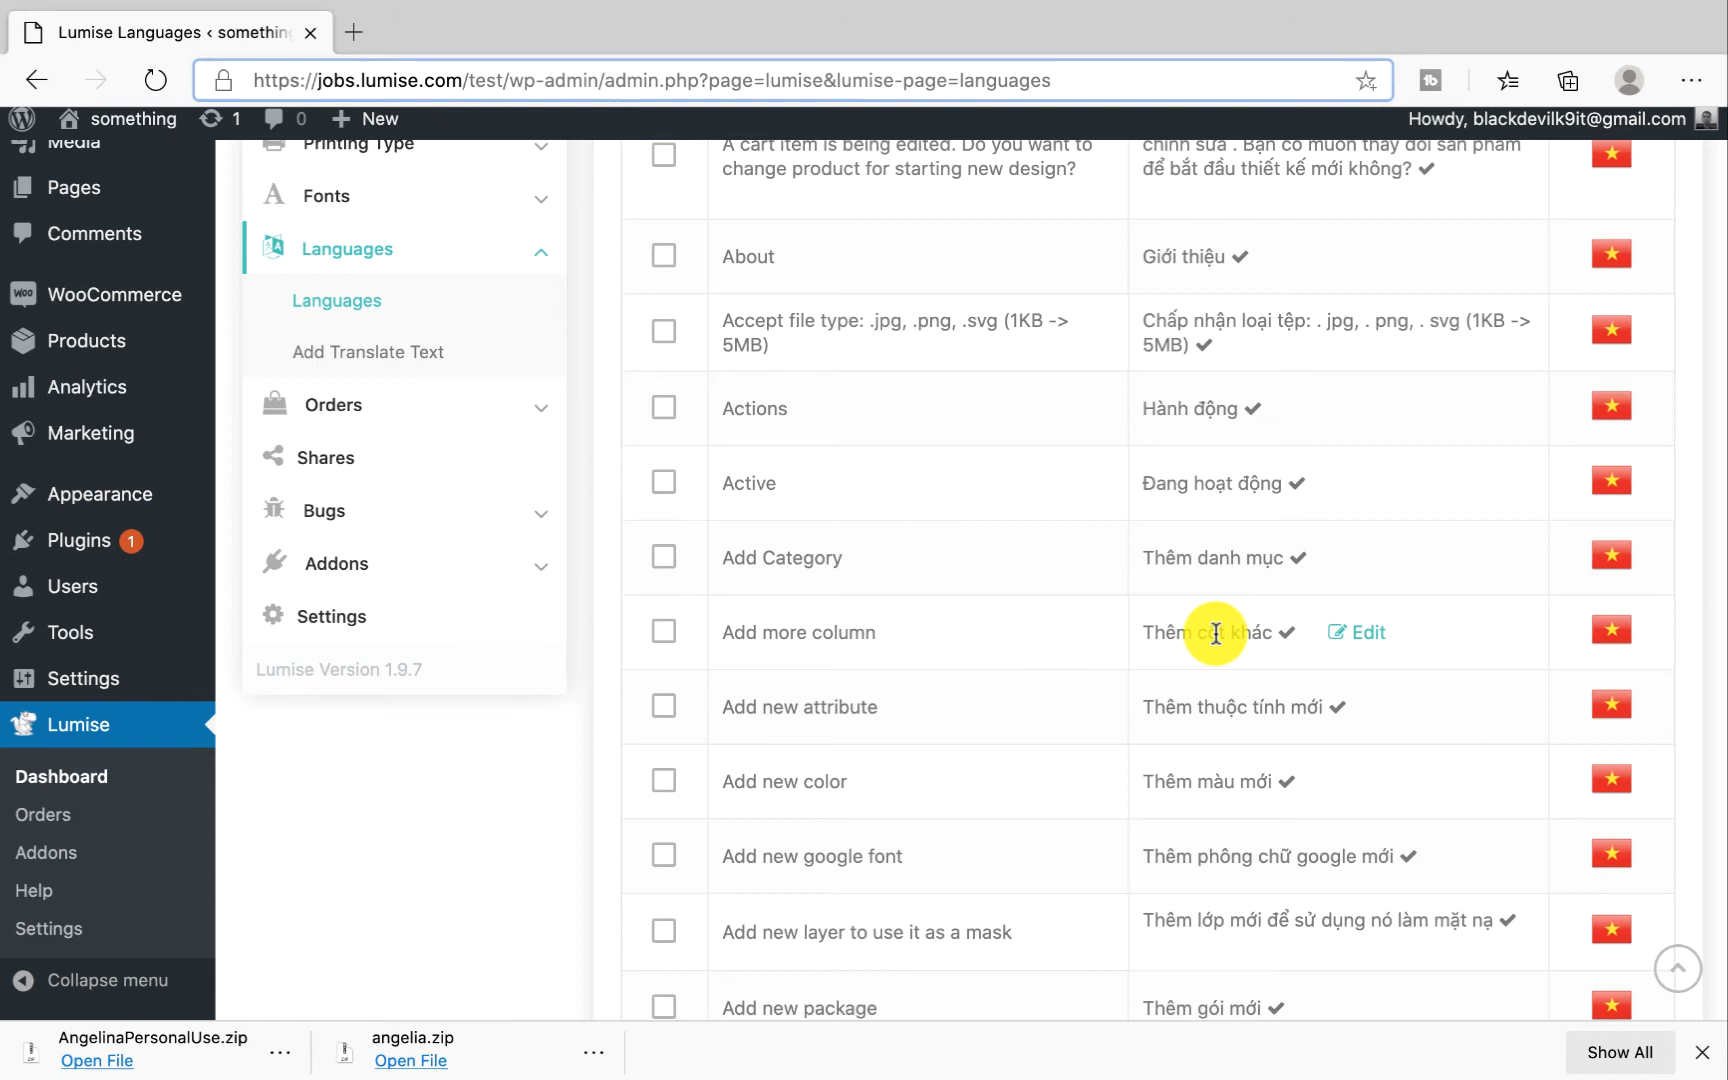 Lumise Languages ‹ something
https://jobs.lumise.com/test/wp-admin/admin.php?page=lumise&lumise-page=languages
something
1
0
New
Howdy, blackdevilk9it@gmail.com
Media
Pages
Comments
WooCommerce
Products
Analytics
Marketing
Appearance
Plugins 1
Users
Tools
Settings
Lumise
Dashboard
Orders
Addons
Help
Settings
Collapse menu
Printing Type
Fonts
Languages
Languages
Add Translate Text
Orders
Shares
Bugs
Addons
Settings
Lumise Version 1.9.7
A cart item is being edited. Do you want to
change product for starting new design?
chỉnh sửa . Bạn có muốn thay đổi sản phẩm
để bắt đầu thiết kế mới không? ✔
About
Giới thiệu ✔
Accept file type: .jpg, .png, .svg (1KB ->
5MB)
Chấp nhận loại tệp: . jpg, . png, . svg (1KB ->
5MB) ✔
Actions
Hành động ✔
Active
Đang hoạt động ✔
Add Category
Thêm danh mục ✔
Add more column
Thêm cột khác ✔
Edit
Add new attribute
Thêm thuộc tính mới ✔
Add new color
Thêm màu mới ✔
Add new google font
Thêm phông chữ google mới ✔
Add new layer to use it as a mask
Thêm lớp mới để sử dụng nó làm mặt nạ ✔
Add new package
Thêm gói mới ✔
AngelinaPersonalUse.zip
Open File
angelia.zip
Open File
Show All